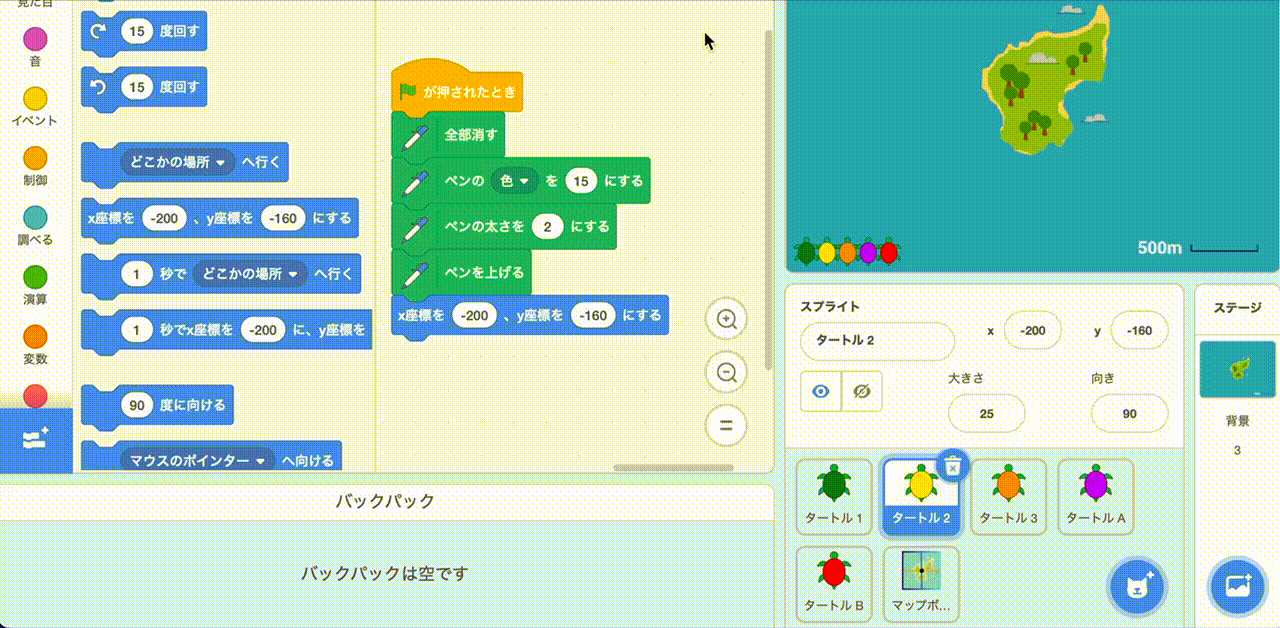 見た目
音
イベント
制御
調べる
演算
変数
15 度回す
15 度回す
どこかの場所 へ行く
x座標を -200 、y座標を -160 にする
1 秒で どこかの場所 へ行く
1 秒でx座標を -200 に、y座標を
90 度に向ける
マウスのポインター へ向ける
が押されたとき
全部消す
ペンの 色 を 15 にする
ペンの太さを 2 にする
ペンを上げる
x座標を -200 、y座標を -160 にする
バックパック
バックパックは空です
500m
スプライト
タートル 2
x -200 y -160
大きさ 向き
25 90
タートル 1
タートル 2
タートル 3
タートル A
タートル B
マップボ...
ステージ
背景
3